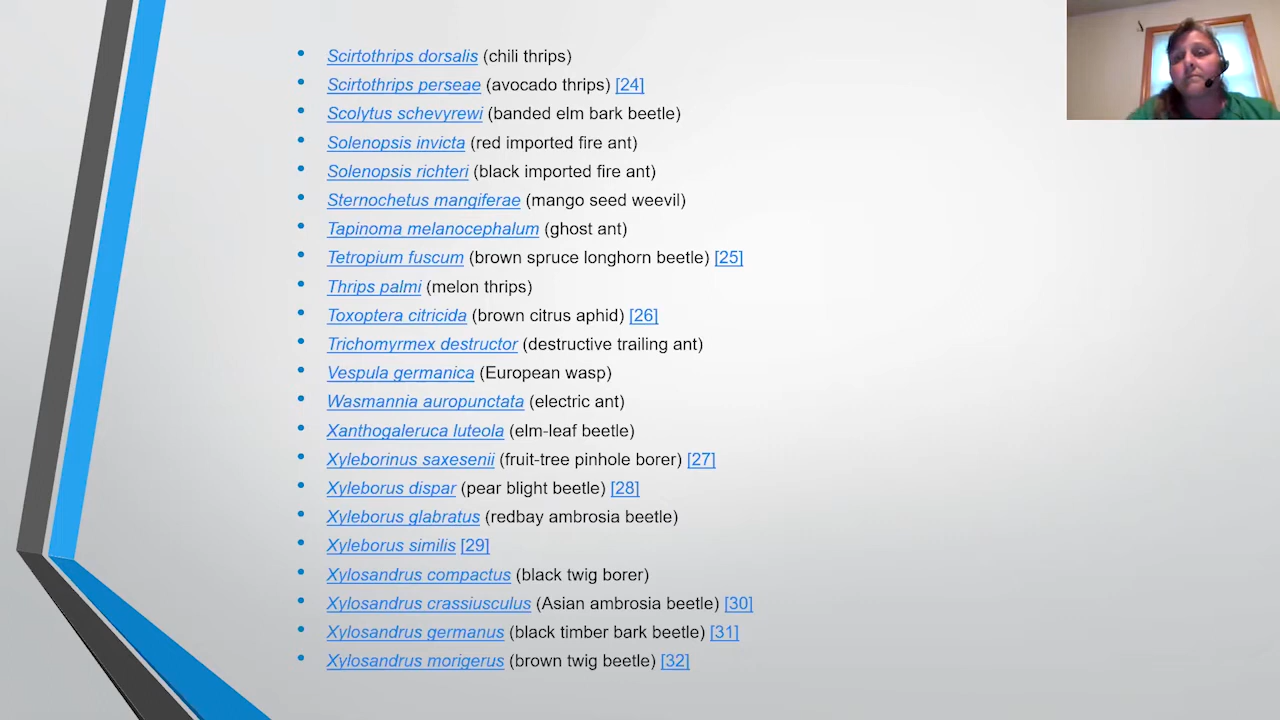 • Scirtothrips dorsalis (chili thrips)
• Scirtothrips perseae (avocado thrips) [24]
• Scolytus schevyrewi (banded elm bark beetle)
• Solenopsis invicta (red imported fire ant)
• Solenopsis richteri (black imported fire ant)
• Sternochetus mangiferae (mango seed weevil)
• Tapinoma melanocephalum (ghost ant)
• Tetropium fuscum (brown spruce longhorn beetle) [25]
• Thrips palmi (melon thrips)
• Toxoptera citricida (brown citrus aphid) [26]
• Trichomyrmex destructor (destructive trailing ant)
• Vespula germanica (European wasp)
• Wasmannia auropunctata (electric ant)
• Xanthogaleruca luteola (elm-leaf beetle)
• Xyleborinus saxesenii (fruit-tree pinhole borer) [27]
• Xyleborus dispar (pear blight beetle) [28]
• Xyleborus glabratus (redbay ambrosia beetle)
• Xyleborus similis [29]
• Xylosandrus compactus (black twig borer)
• Xylosandrus crassiusculus (Asian ambrosia beetle) [30]
• Xylosandrus germanus (black timber bark beetle) [31]
• Xylosandrus morigerus (brown twig beetle) [32]